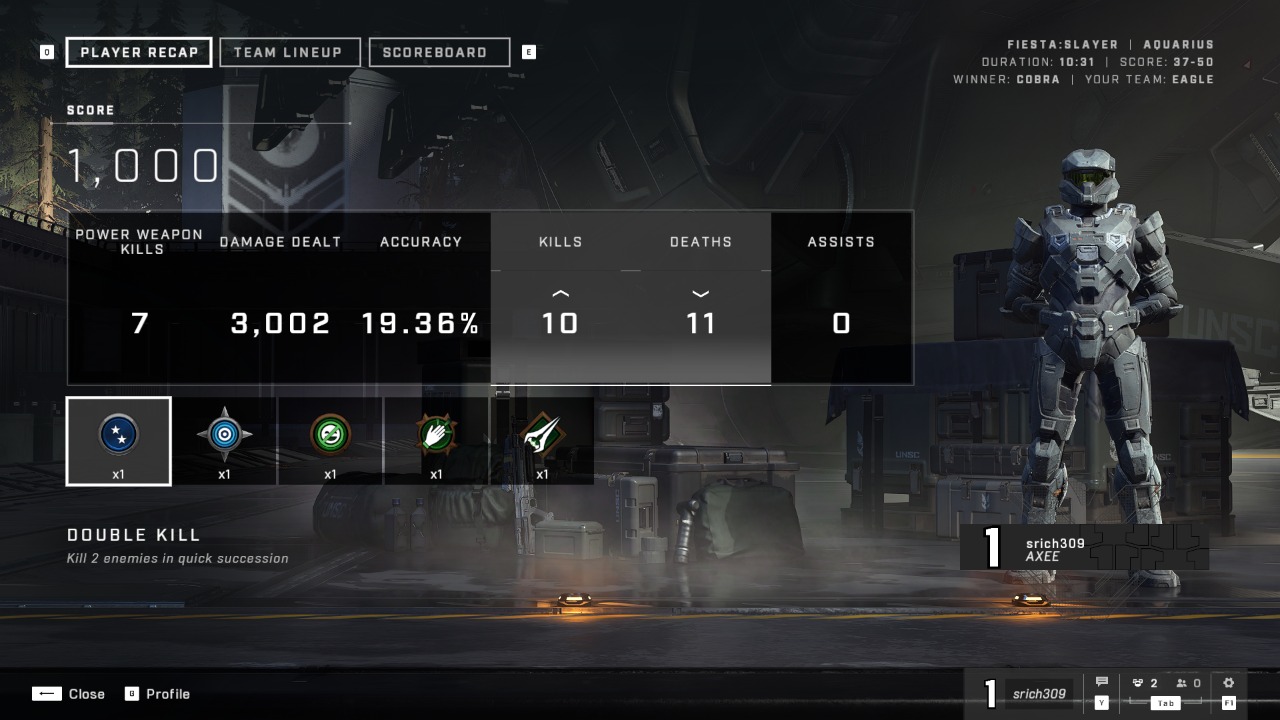 Q
PLAYER RECAP
TEAM LINEUP
SCOREBOARD
E
FIESTA:SLAYER | AQUARIUS
DURATION: 10:31 | SCORE: 37-50
WINNER: COBRA | YOUR TEAM: EAGLE
SCORE
1,000
POWER WEAPON
KILLS
DAMAGE DEALT
ACCURACY
KILLS
DEATHS
ASSISTS
7
3,002
19.36%
10
11
0
UNSC
UNSC
x1
x1
x1
x1
x1
DOUBLE KILL
Kill 2 enemies in quick succession
1
srich309
AXEE
Close
B
Profile
1
srich309
Y
2
0
Tab
F1